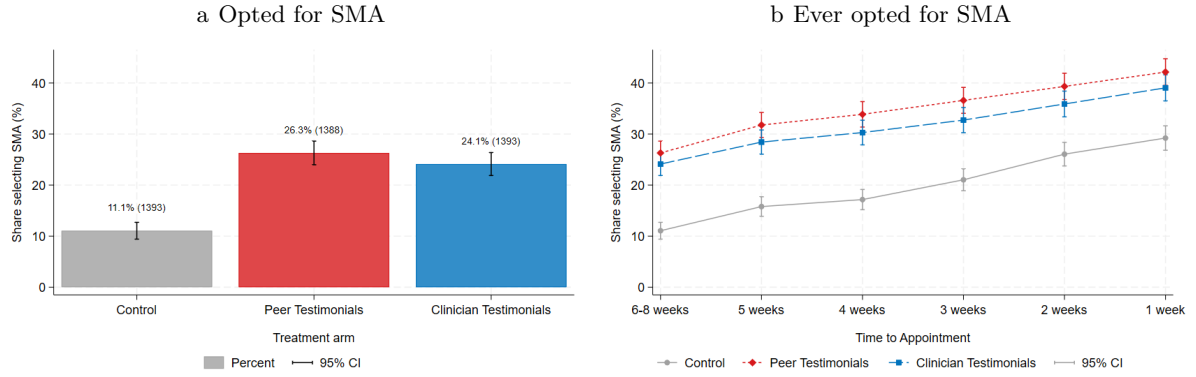 a Opted for SMA
Share selecting SMA (%)
40
30
20
10
0
11.1% (1393)
26.3% (1388)
24.1% (1393)
Control
Peer Testimonials
Clinician Testimonials
Treatment arm
Percent
95% CI
b Ever opted for SMA
Share selecting SMA (%)
40
30
20
10
0
6-8 weeks
5 weeks
4 weeks
3 weeks
2 weeks
1 week
Time to Appointment
Control
Peer Testimonials
Clinician Testimonials
95% CI